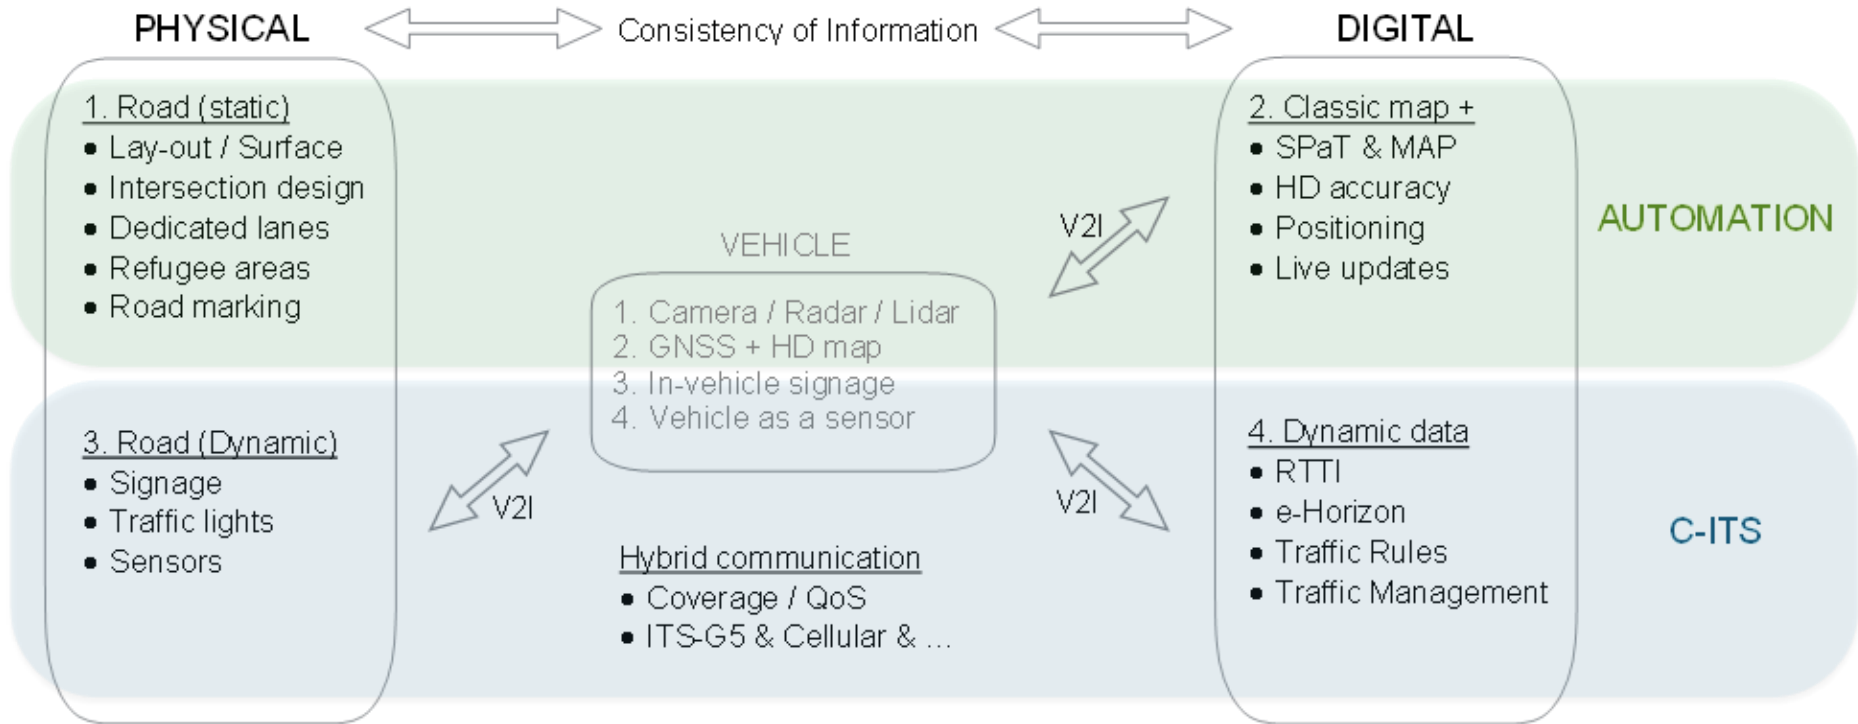 PHYSICAL
Consistency of Information
DIGITAL
1. Road (static)
• Lay-out / Surface
• Intersection design
• Dedicated lanes
• Refugee areas
• Road marking
3. Road (Dynamic)
• Signage
• Traffic lights
• Sensors
V2I
VEHICLE
1. Camera / Radar / Lidar
2. GNSS + HD map
3. In-vehicle signage
4. Vehicle as a sensor
Hybrid communication
• Coverage / QoS
• ITS-G5 & Cellular & ...
V2I
V2I
2. Classic map +
• SPaT & MAP
• HD accuracy
• Positioning
• Live updates
4. Dynamic data
• RTTI
• e-Horizon
• Traffic Rules
• Traffic Management
AUTOMATION
C-ITS